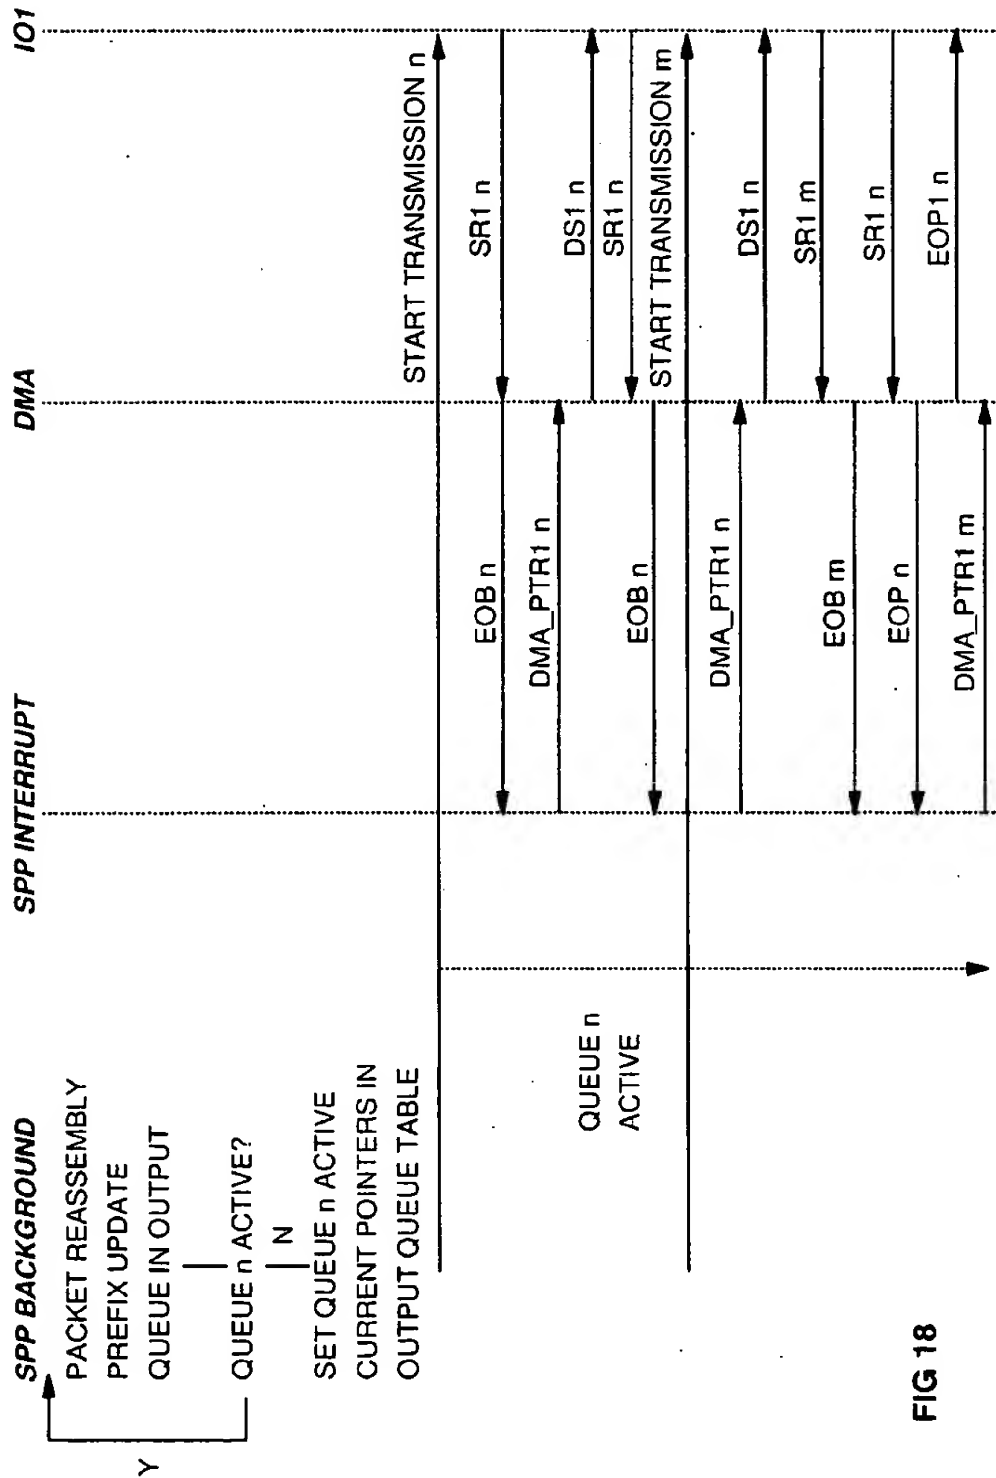 SPP BACKGROUND
SPP INTERRUPT
DMA
IO1
PACKET REASSEMBLY
PREFIX UPDATE
QUEUE IN OUTPUT
QUEUE n ACTIVE?
Y
N
SET QUEUE n ACTIVE
CURRENT POINTERS IN
OUTPUT QUEUE TABLE
START TRANSMISSION n
SR1 n
EOB n
DMA_PTR1 n
DS1 n
SR1 n
EOB n
QUEUE n
ACTIVE
START TRANSMISSION m
DMA_PTR1 n
DS1 n
SR1 m
EOB m
SR1 n
EOP n
EOP1 n
DMA_PTR1 m
FIG 18